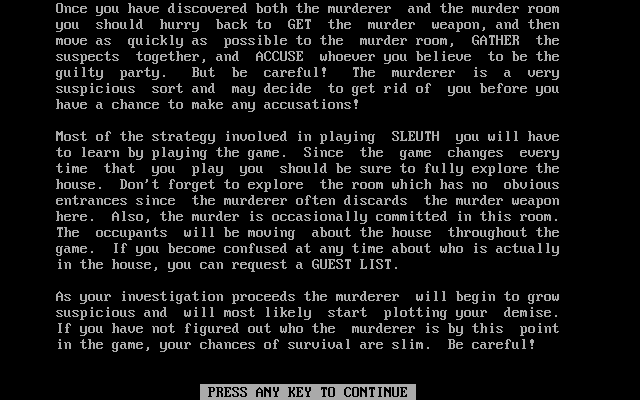 Once you have discovered both the murderer  and the murder room
you  should  hurry  back to  GET  the  murder  weapon, and then
move as  quickly as  possible to the  murder room,  GATHER  the
suspects  together, and  ACCUSE  whoever you believe  to be the
guilty  party.   But  be  careful!   The  murderer  is  a  very
suspicious  sort and  may decide  to get rid of  you before you
have a chance to make any accusations!

Most of the strategy involved in playing  SLEUTH  you will have
to learn by playing the game.  Since  the  game  changes  every
time  that  you  play  you  should be sure to fully explore the
house.  Don't forget to explore  the room which has no  obvious
entrances since  the murderer often discards  the murder weapon
here.  Also, the murder is occasionally committed in this room.
The  occupants  will be moving  about the house  throughout the
game.  If you become confused at any time about who is actually
in the house, you can request a GUEST LIST.

As your investigation proceeds the murderer  will begin to grow
suspicious and  will most likely  start  plotting your  demise.
If you have not figured out who the  murderer is by this  point
in the game, your chances of survival are slim.  Be careful!

PRESS ANY KEY TO CONTINUE